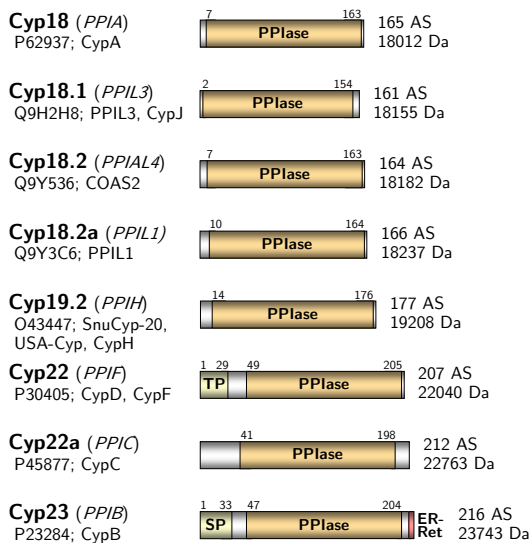 Cyp18 (PPIA)
P62937; CypA
7 163
PPIase
165 AS
18012 Da
Cyp18.1 (PPIL3)
Q9H2H8; PPIL3, CypJ
2 154
PPIase
161 AS
18155 Da
Cyp18.2 (PPIAL4)
Q9Y536; COAS2
7 163
PPIase
164 AS
18182 Da
Cyp18.2a (PPIL1)
Q9Y3C6; PPIL1
10 164
PPIase
166 AS
18237 Da
Cyp19.2 (PPIH)
O43447; SnuCyp-20,
USA-Cyp, CypH
14 176
PPIase
177 AS
19208 Da
Cyp22 (PPIF)
P30405; CypD, CypF
1 29 49 205
TP PPIase
207 AS
22040 Da
Cyp22a (PPIC)
P45877; CypC
41 198
PPIase
212 AS
22763 Da
Cyp23 (PPIB)
P23284; CypB
1 33 47 204
SP PPIase
ER-
Ret
216 AS
23743 Da